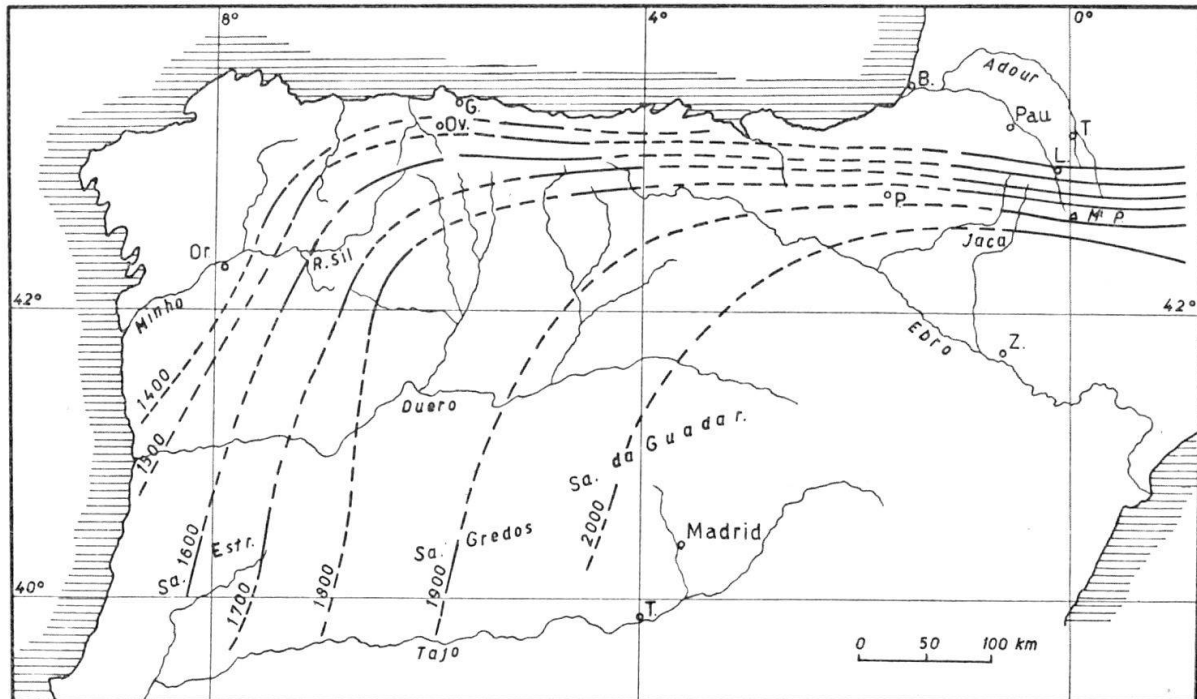 8°
4°
0°
Adour
B.
G.
Pau
Ov.
T.
L.
P.
Mt P.
Jaca
Or.
R. Sil
42°
42°
Minho
Ebro
Z.
1400
Duero
1500
Sa. da Guadar.
Sa. Estr.
1600
Sa. Gredos
2000
Madrid
40°
40°
1700
1800
1900
T.
Tajo
0 50 100 km